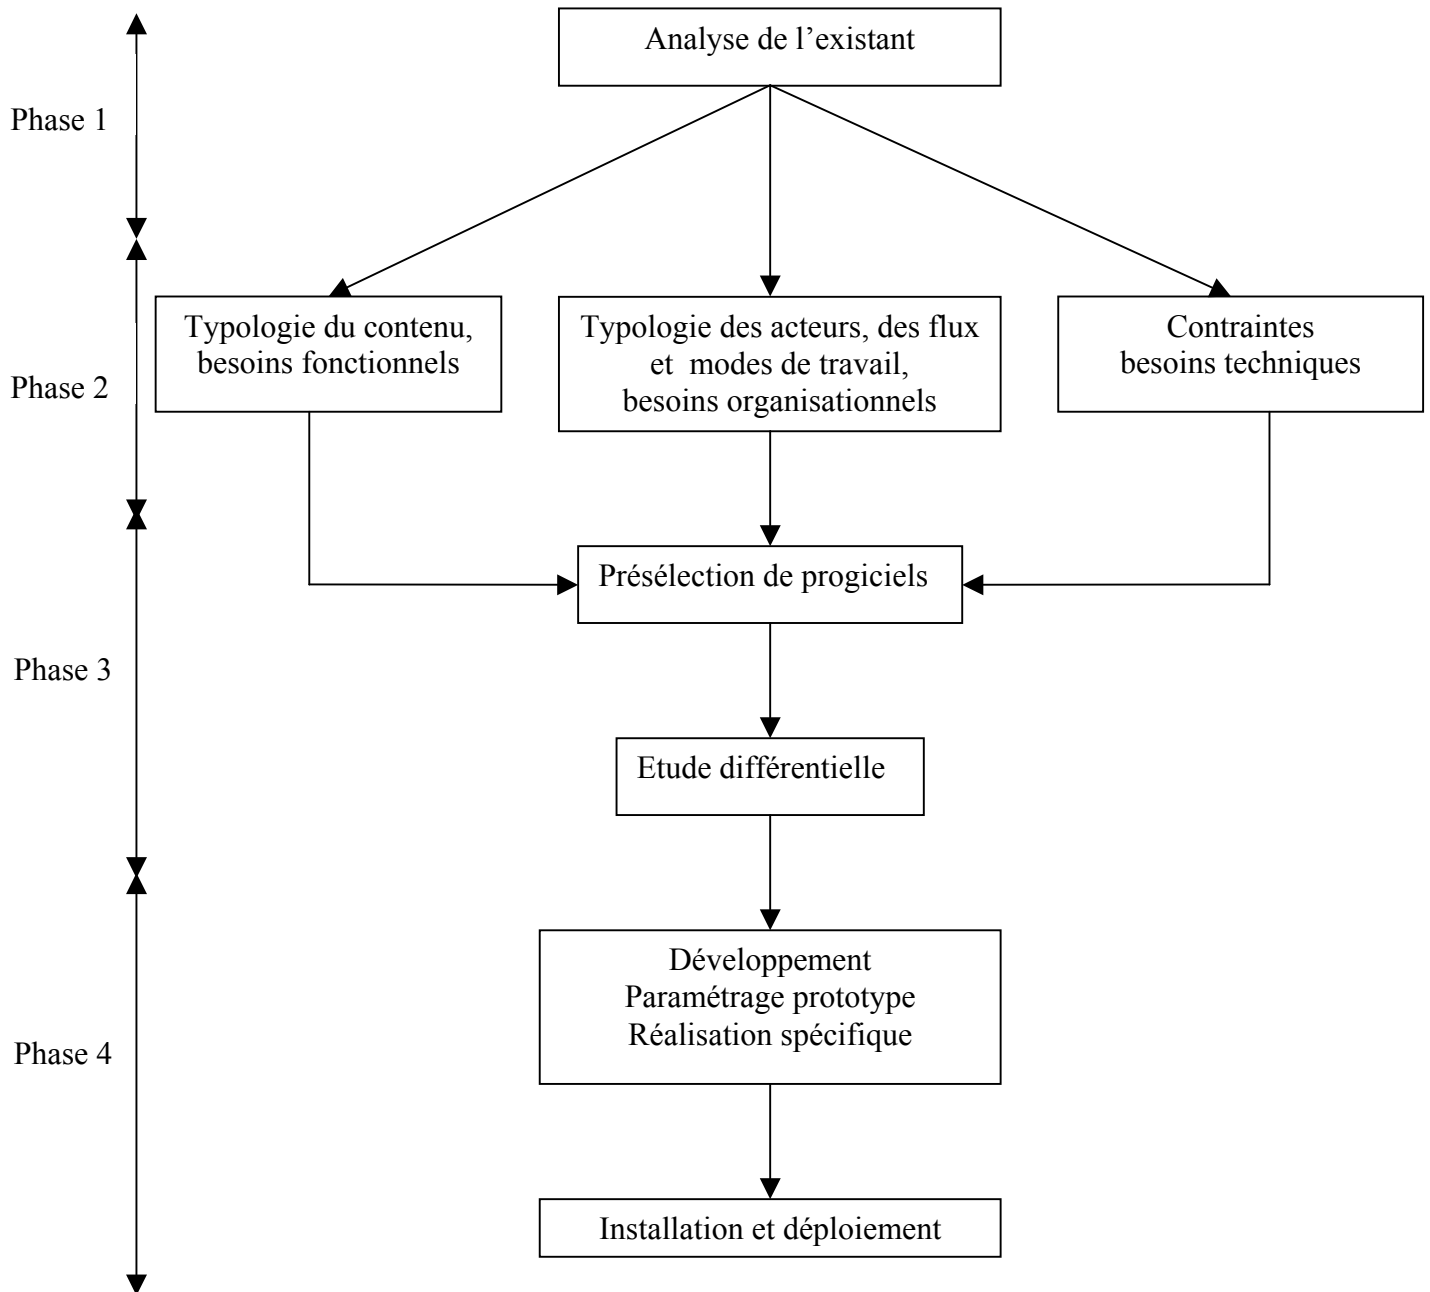 Analyse de l’existant
Phase 1
Typologie du contenu,
besoins fonctionnels
Typologie des acteurs, des flux
et modes de travail,
besoins organisationnels
Contraintes
besoins techniques
Phase 2
Présélection de progiciels
Phase 3
Etude différentielle
Développement
Paramétrage prototype
Réalisation spécifique
Phase 4
Installation et déploiement